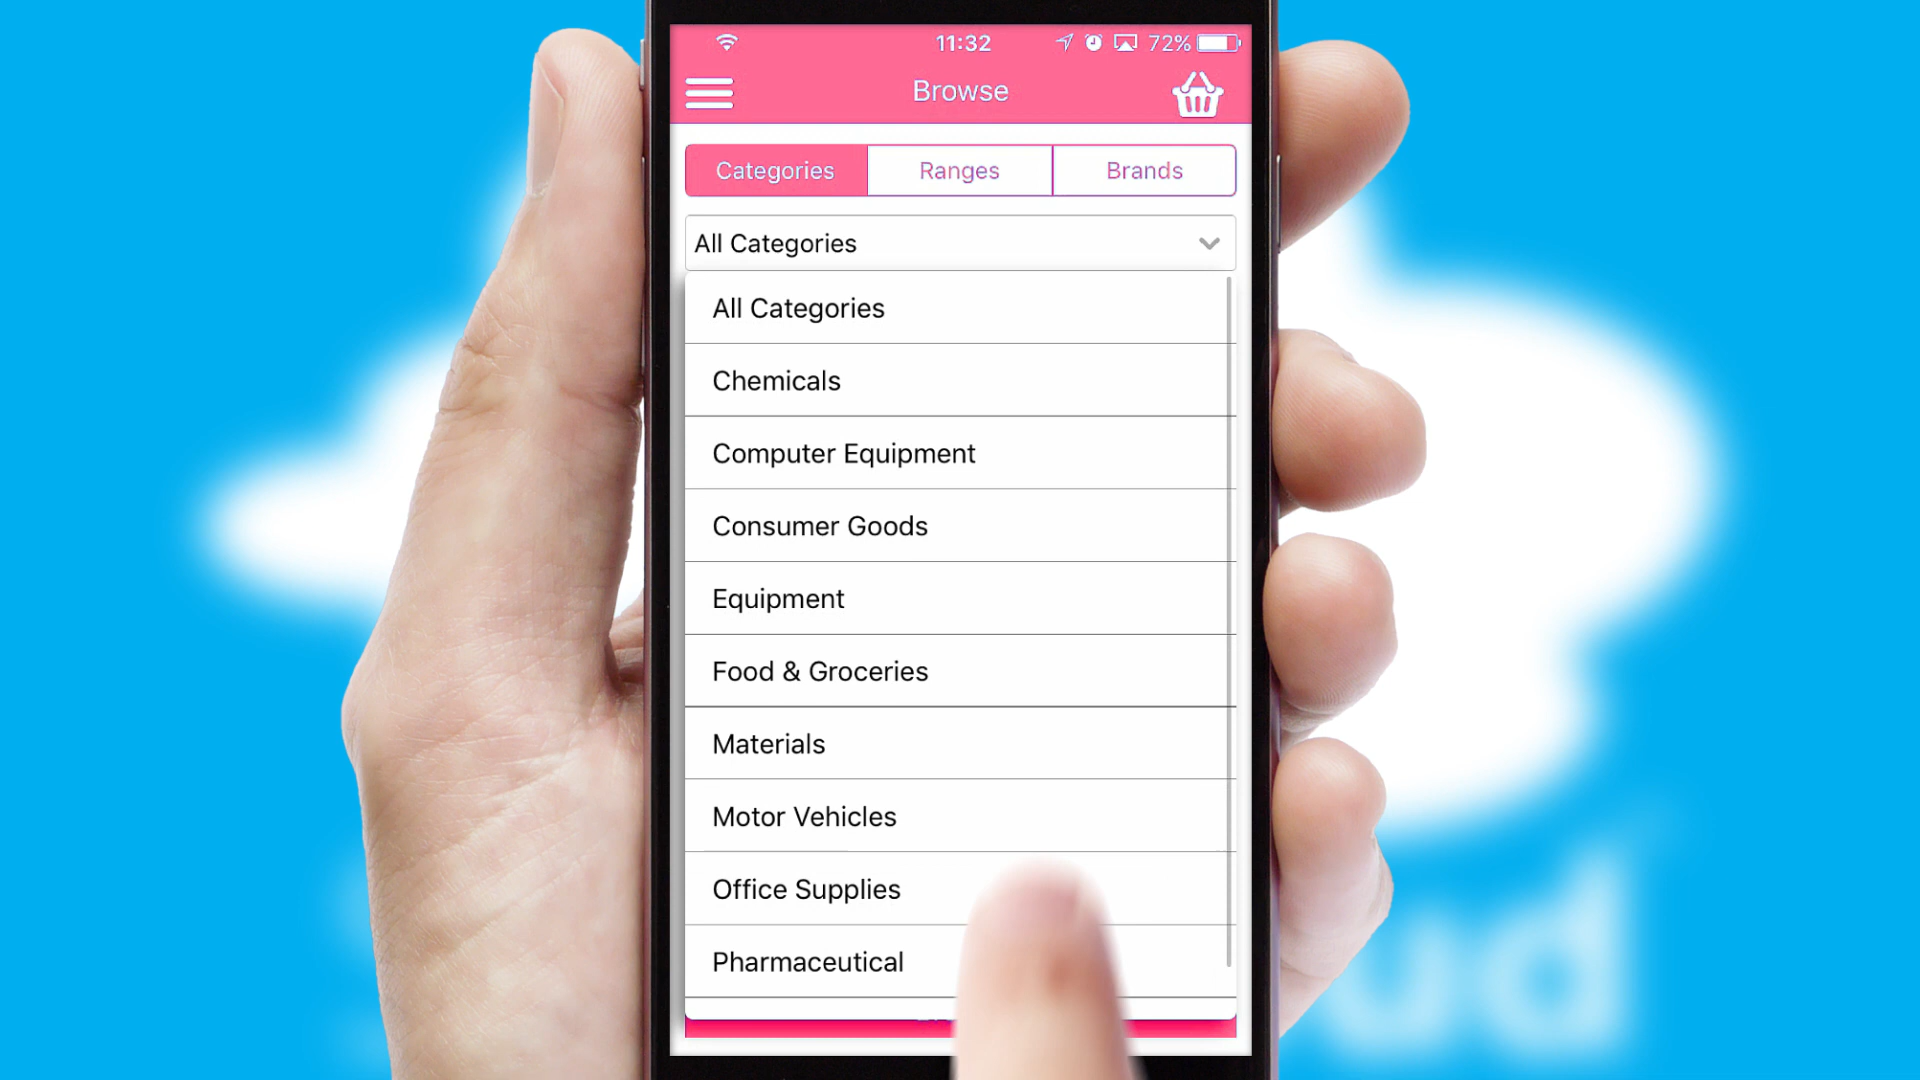 11:32
72%
Browse
Categories
Ranges
Brands
All Categories
All Categories
Chemicals
Computer Equipment
Consumer Goods
Equipment
Food & Groceries
Materials
Motor Vehicles
Office Supplies
Pharmaceutical